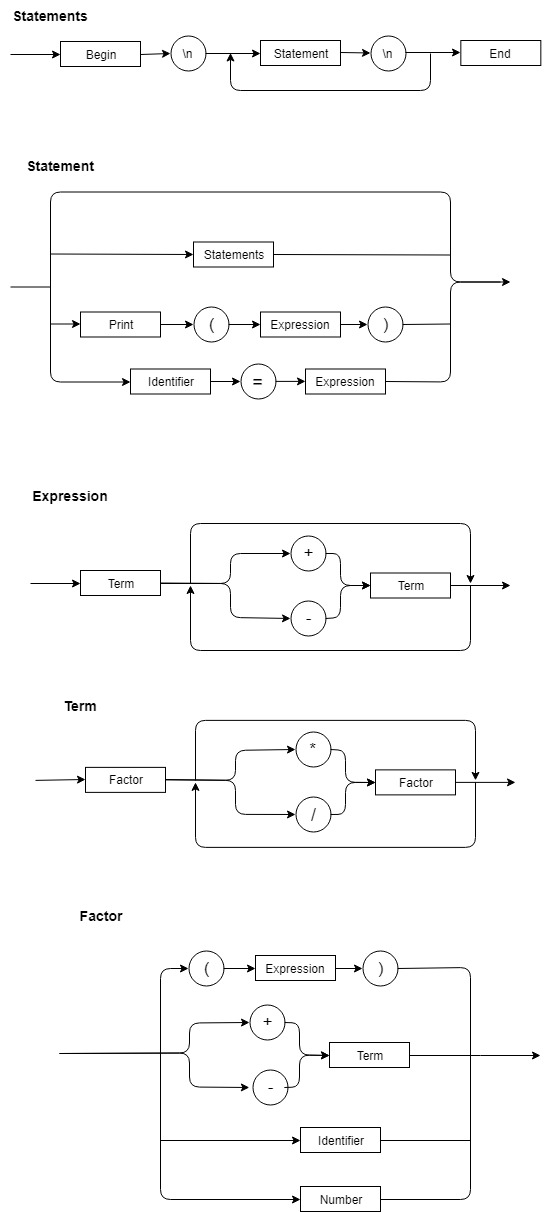 Statements
Begin \n Statement \n End
Statement
Statements
Print ( Expression )
Identifier = Expression
Expression
+
Term Term
-
Term
*
Factor Factor
/
Factor
( Expression )
+
Term
-
Identifier
Number